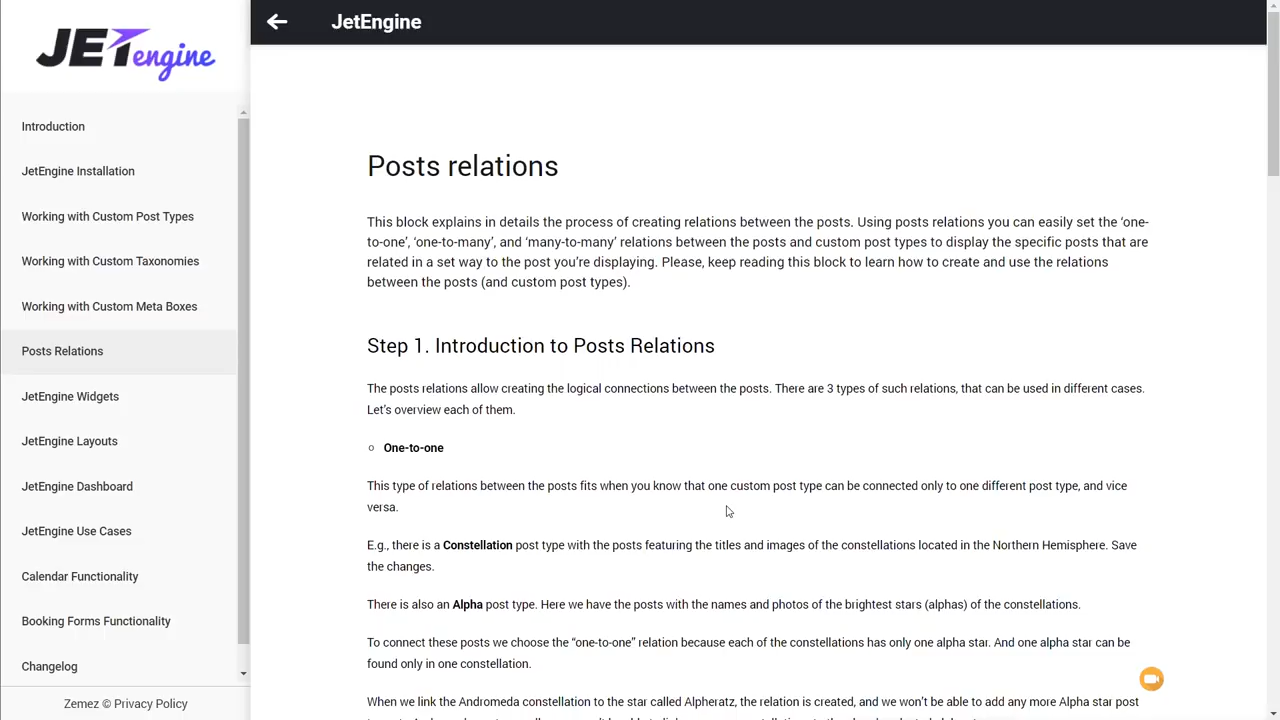 JETengine
Introduction
JetEngine Installation
Working with Custom Post Types
Working with Custom Taxonomies
Working with Custom Meta Boxes
Posts Relations
JetEngine Widgets
JetEngine Layouts
JetEngine Dashboard
JetEngine Use Cases
Calendar Functionality
Booking Forms Functionality
Changelog
Zemez © Privacy Policy
JetEngine
Posts relations
This block explains in details the process of creating relations between the posts. Using posts relations you can easily set the ‘one-
to-one’, ‘one-to-many’, and ‘many-to-many’ relations between the posts and custom post types to display the specific posts that are
related in a set way to the post you’re displaying. Please, keep reading this block to learn how to create and use the relations
between the posts (and custom post types).
Step 1. Introduction to Posts Relations
The posts relations allow creating the logical connections between the posts. There are 3 types of such relations, that can be used in different cases.
Let’s overview each of them.
One-to-one
This type of relations between the posts fits when you know that one custom post type can be connected only to one different post type, and vice
versa.
E.g., there is a Constellation post type with the posts featuring the titles and images of the constellations located in the Northern Hemisphere. Save
the changes.
There is also an Alpha post type. Here we have the posts with the names and photos of the brightest stars (alphas) of the constellations.
To connect these posts we choose the “one-to-one” relation because each of the constellations has only one alpha star. And one alpha star can be
found only in one constellation.
When we link the Andromeda constellation to the star called Alpheratz, the relation is created, and we won’t be able to add any more Alpha star post